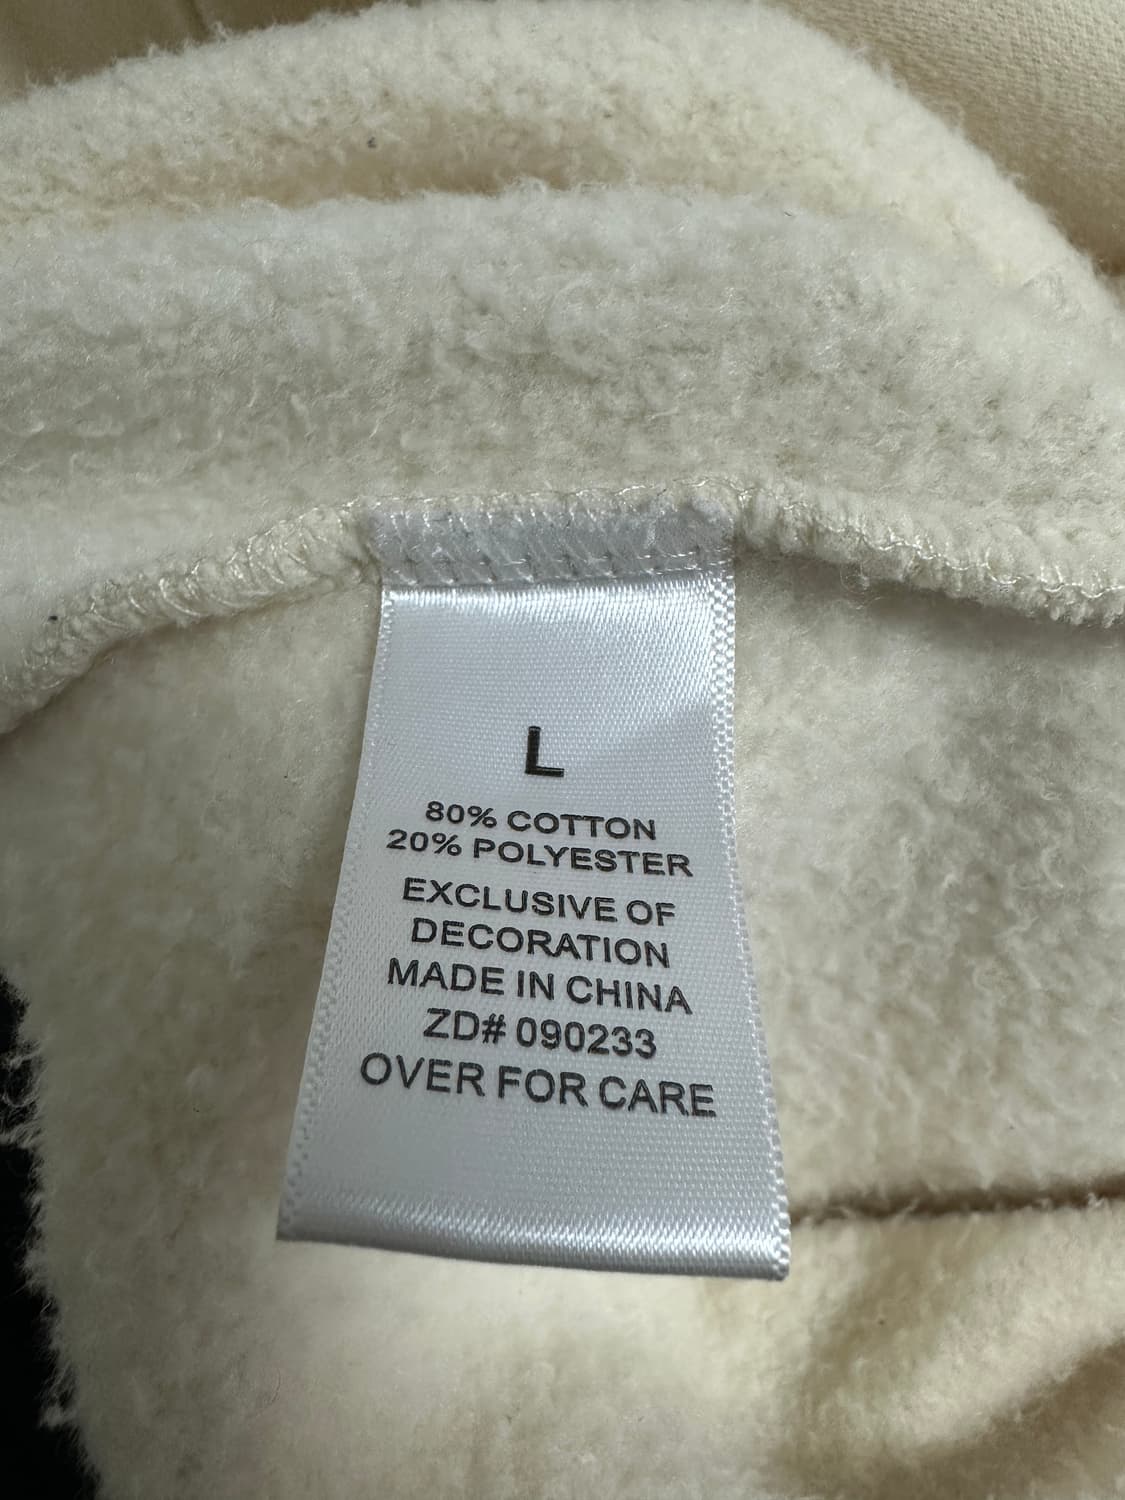 L
80% COTTON
20% POLYESTER
EXCLUSIVE OF
DECORATION
MADE IN CHINA
ZD# 090233
OVER FOR CARE